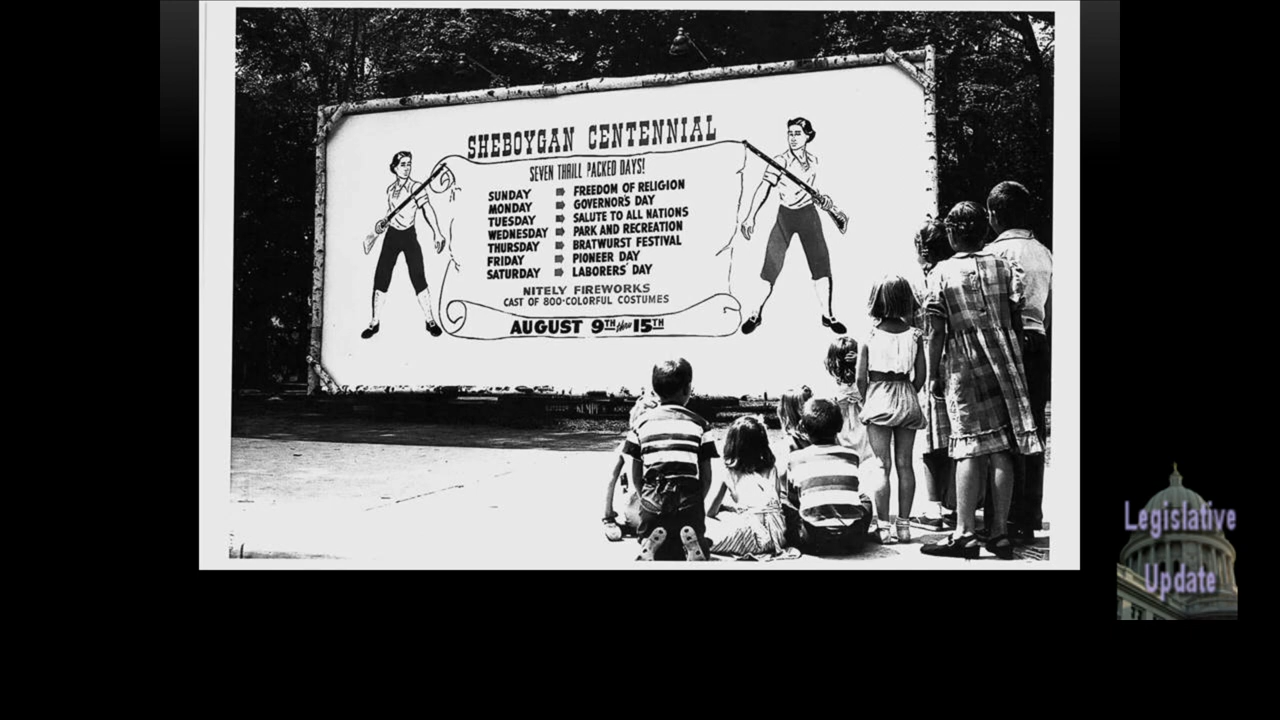 SHEBOYGAN CENTENNIAL
SEVEN THRILL PACKED DAYS!
SUNDAY ⇨ FREEDOM OF RELIGION
MONDAY ⇨ GOVERNOR'S DAY
TUESDAY ⇨ SALUTE TO ALL NATIONS
WEDNESDAY ⇨ PARK AND RECREATION
THURSDAY ⇨ BRATWURST FESTIVAL
FRIDAY ⇨ PIONEER DAY
SATURDAY ⇨ LABORERS' DAY
NITELY FIREWORKS
CAST OF 800-COLORFUL COSTUMES
AUGUST 9TH thru 15TH
KEMPF
Legislative
Update